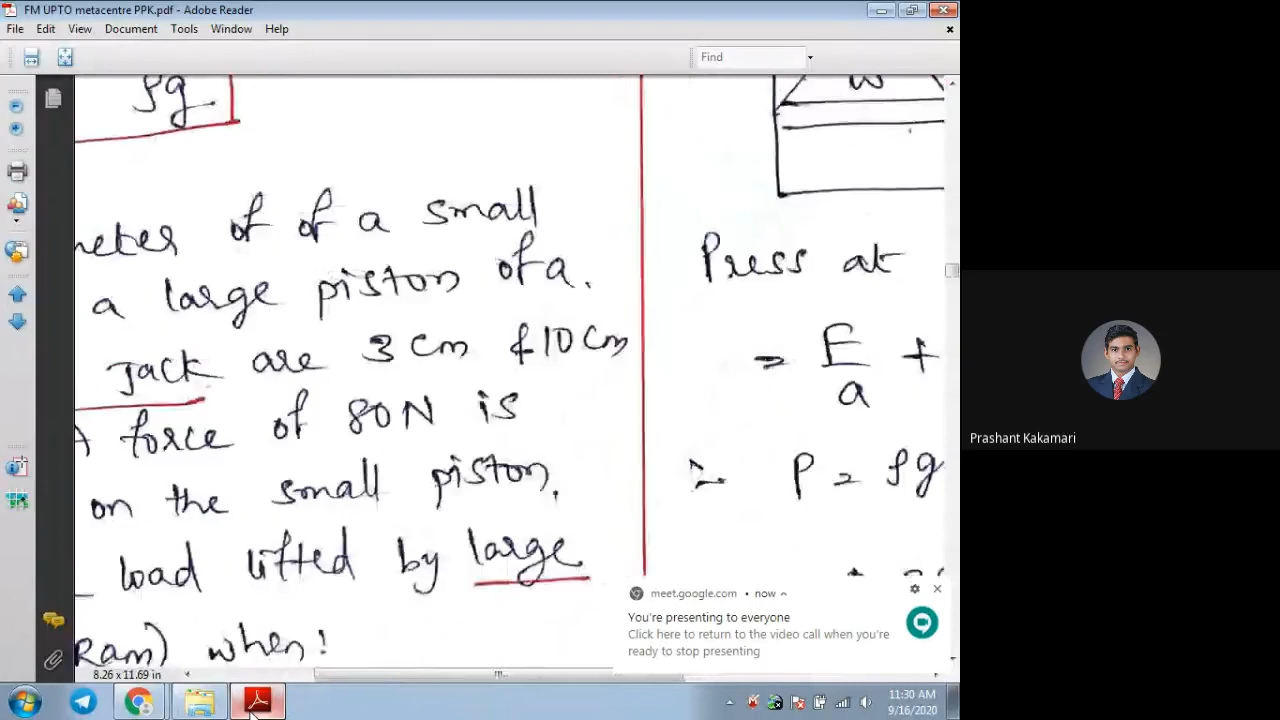 FM UPTO metacentre PPK.pdf - Adobe Reader
File Edit View Document Tools Window Help
Find
ρg
W
neter of of a small
a large piston of a.
Jack are 3 cm & 10 cm
A force of 80N is
on the small piston.
load lifted by large
Ram) when:
Press at
= F/a +
∴ P = ρg
8.26 x 11.69 in
meet.google.com • now
You're presenting to everyone
Click here to return to the video call when you're
ready to stop presenting
Prashant Kakamari
11:30 AM
9/16/2020